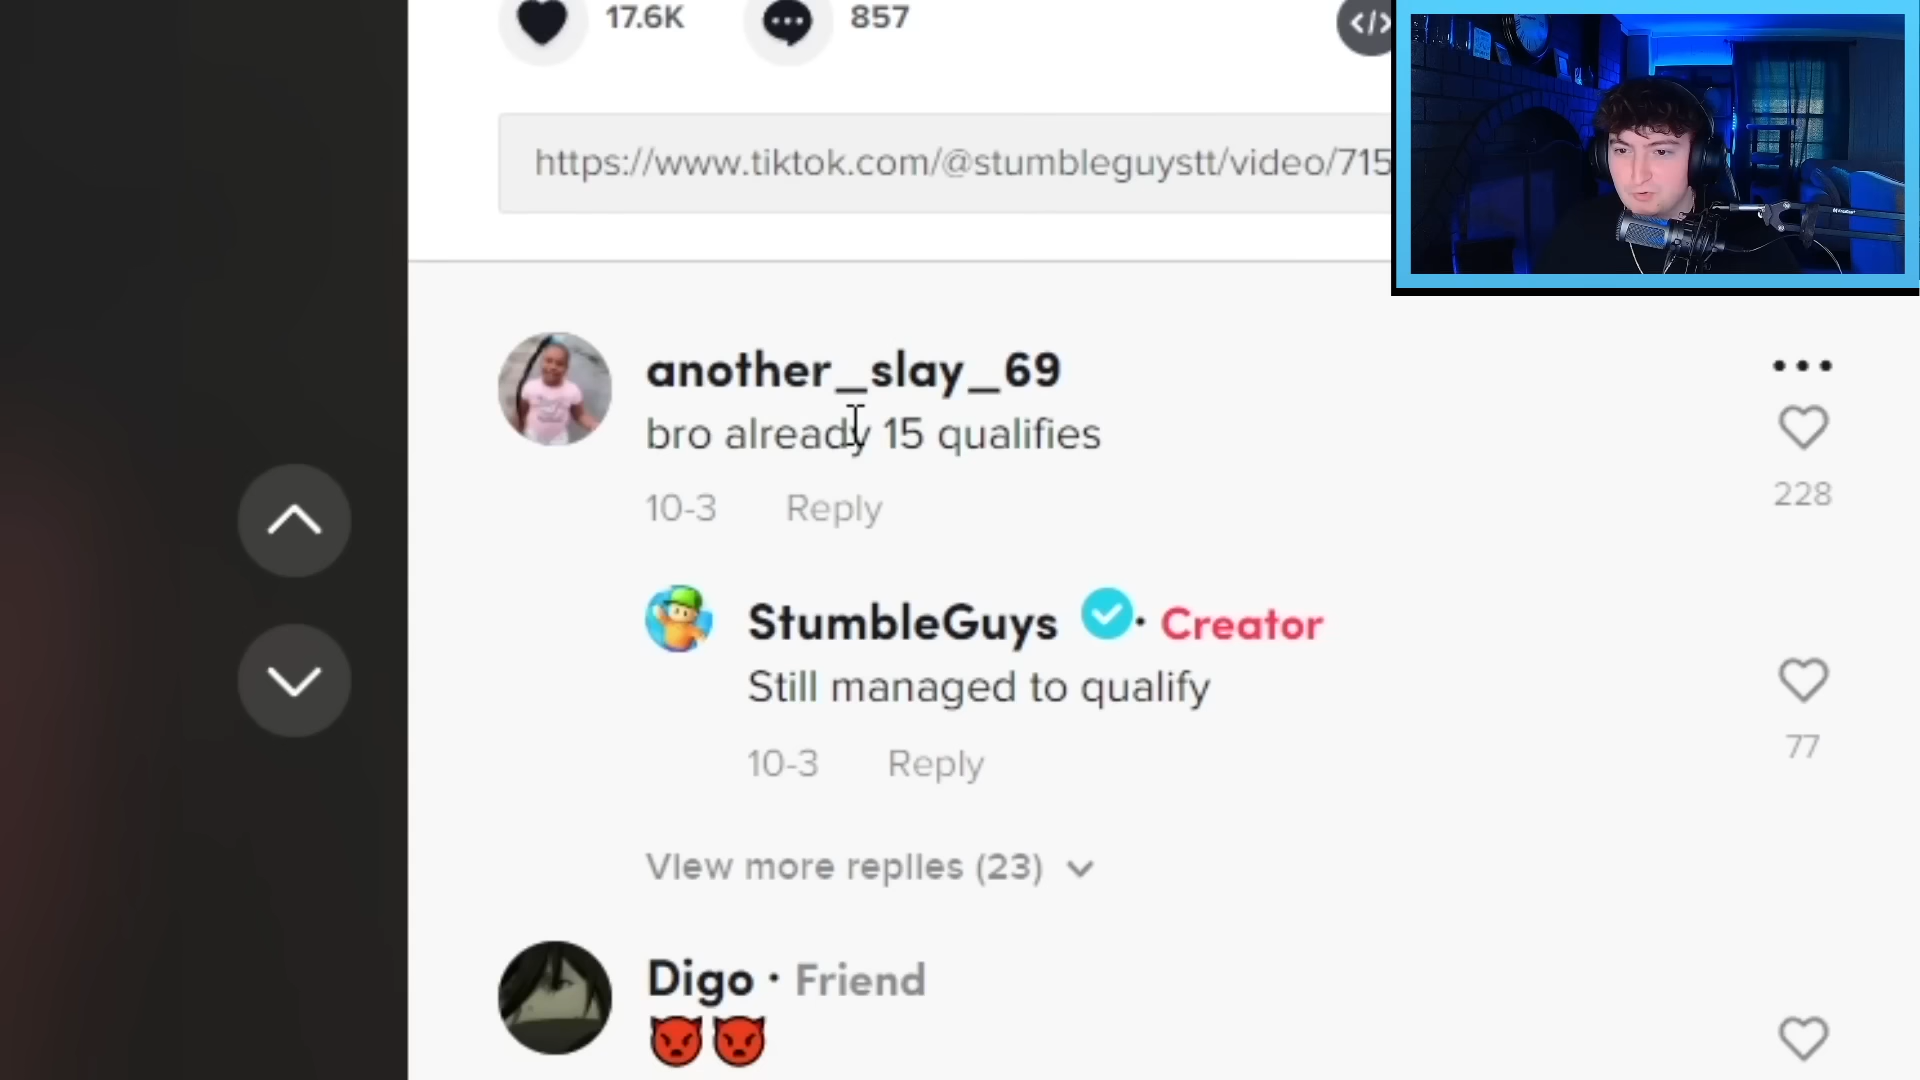 17.6K
857
</>
https://www.tiktok.com/@stumbleguystt/video/715
another_slay_69
bro already 15 qualifies
228
10-3 Reply
StumbleGuys · Creator
Still managed to qualify
77
10-3 Reply
View more replies (23)
Digo · Friend
😡😡